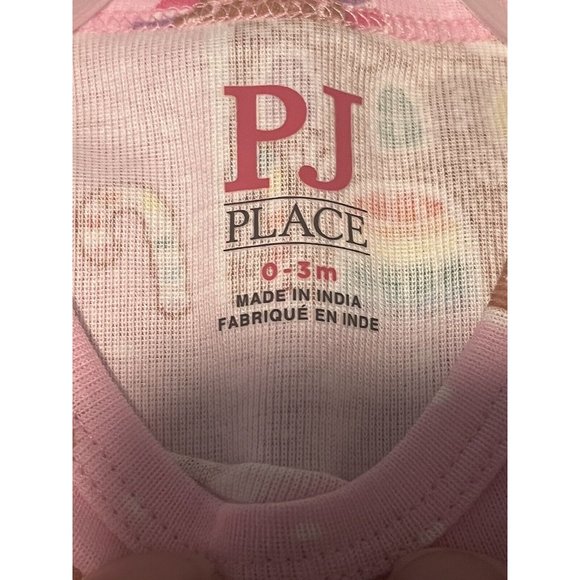 PJ
PLACE
0-3m
MADE IN INDIA
FABRIQUÉ EN INDE